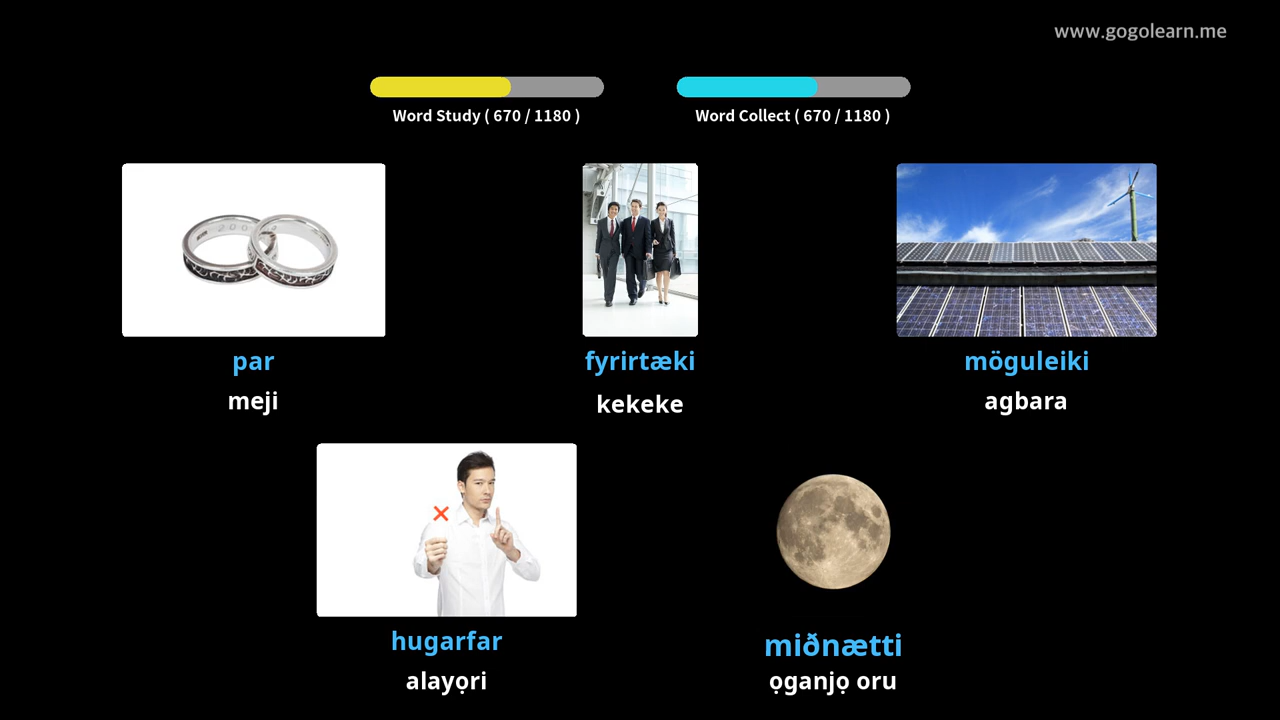 www.gogolearn.me
Word Study ( 670 / 1180 )
Word Collect ( 670 / 1180 )
par
meji
fyrirtæki
kekeke
möguleiki
agbara
hugarfar
alayọri
miðnætti
ọganjọ oru